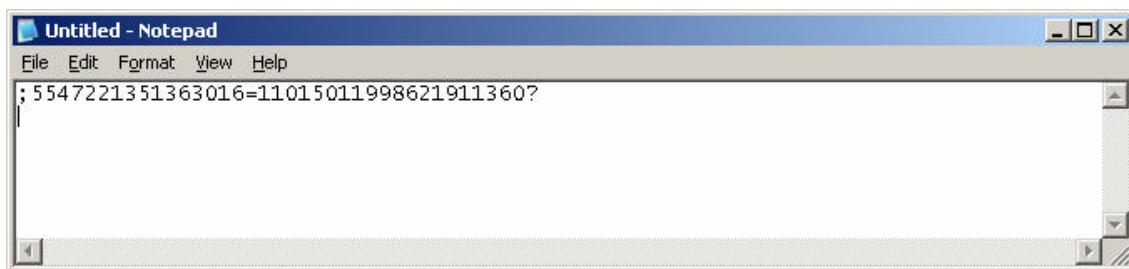 Untitled - Notepad
File Edit Format View Help
;5547221351363016=11015011998621911360?